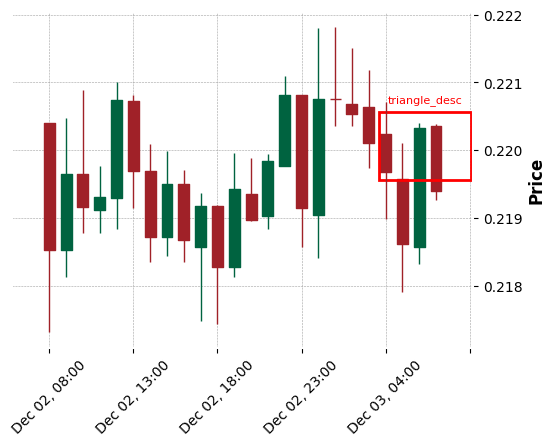 0.222
0.221
triangle_desc
0.220
0.219
0.218
Price
Dec 02, 08:00
Dec 02, 13:00
Dec 02, 18:00
Dec 02, 23:00
Dec 03, 04:00